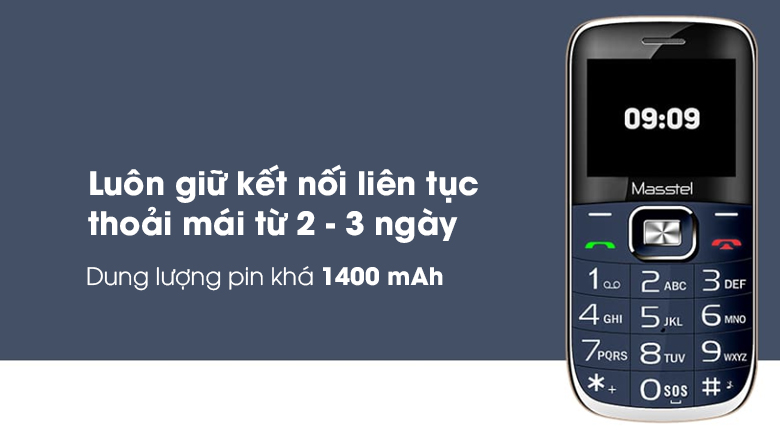 Luôn giữ kết nối liên tục
thoải mái từ 2 - 3 ngày
Dung lượng pin khá 1400 mAh
09:09
Masstel
1 2 ABC 3 DEF
4 GHI 5 JKL 6 MNO
7 PQRS 8 TUV 9 WXYZ
* + 0 SOS #